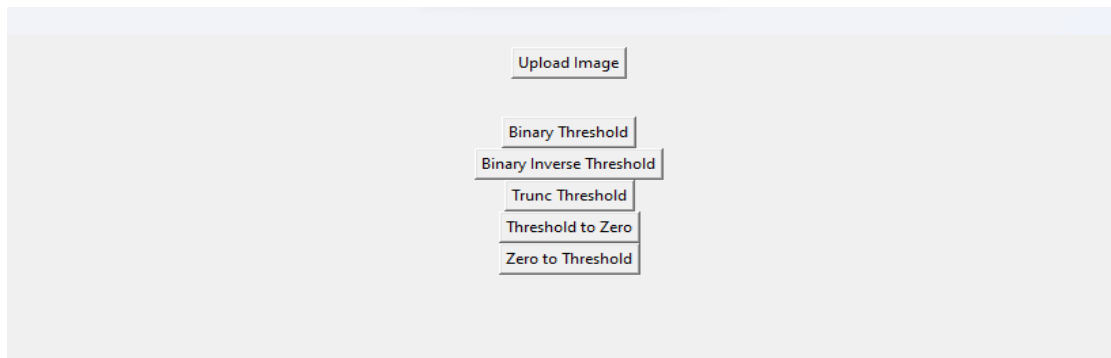 Upload Image
Binary Threshold
Binary Inverse Threshold
Trunc Threshold
Threshold to Zero
Zero to Threshold